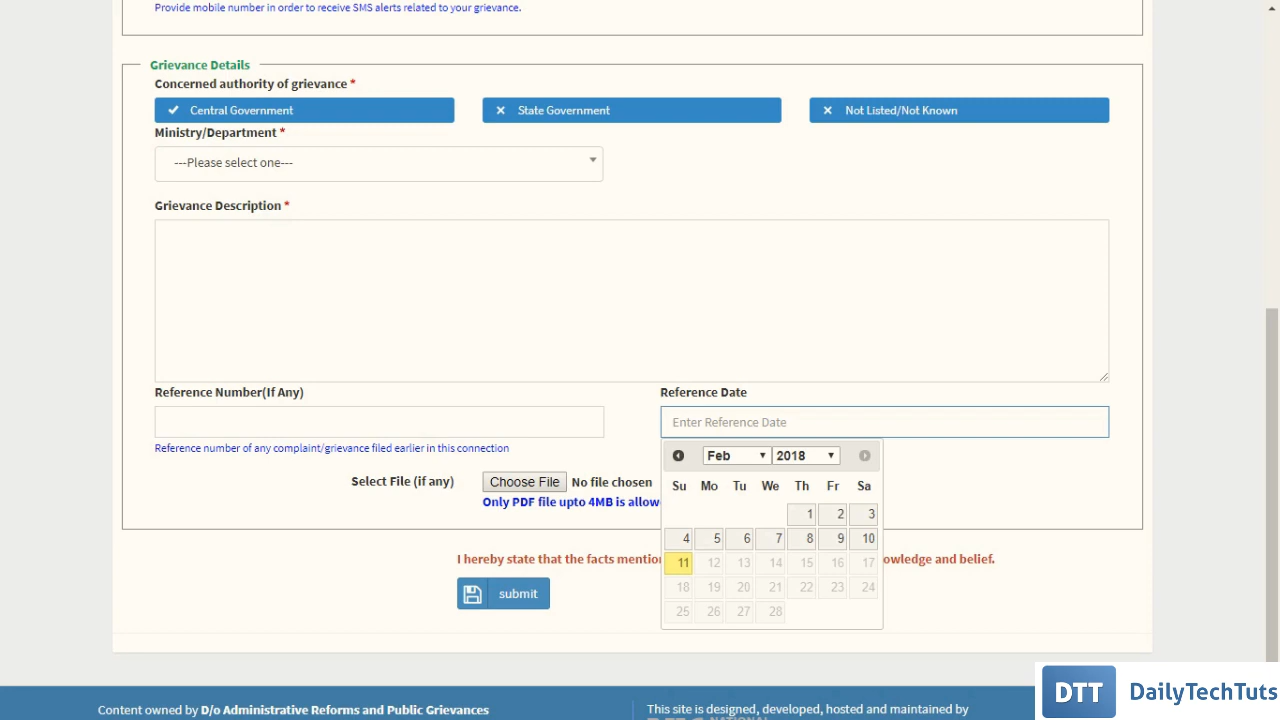 Provide mobile number in order to receive SMS alerts related to your grievance.
Grievance Details
Concerned authority of grievance *
Central Government State Government Not Listed/Not Known
Ministry/Department *
---Please select one---
Grievance Description *
Reference Number(If Any) Reference Date
Enter Reference Date
Reference number of any complaint/grievance filed earlier in this connection
Feb 2018
Su Mo Tu We Th Fr Sa
1 2 3
4 5 6 7 8 9 10
11 12 13 14 15 16 17
18 19 20 21 22 23 24
25 26 27 28
Select File (if any) Choose File No file chosen
Only PDF file upto 4MB is
I hereby state that the facts and belief.
submit
Content owned by D/o Administrative Reforms and Public Grievances
This site is designed, developed, hosted and maintained by
NATIONAL
DTT DailyTechTuts